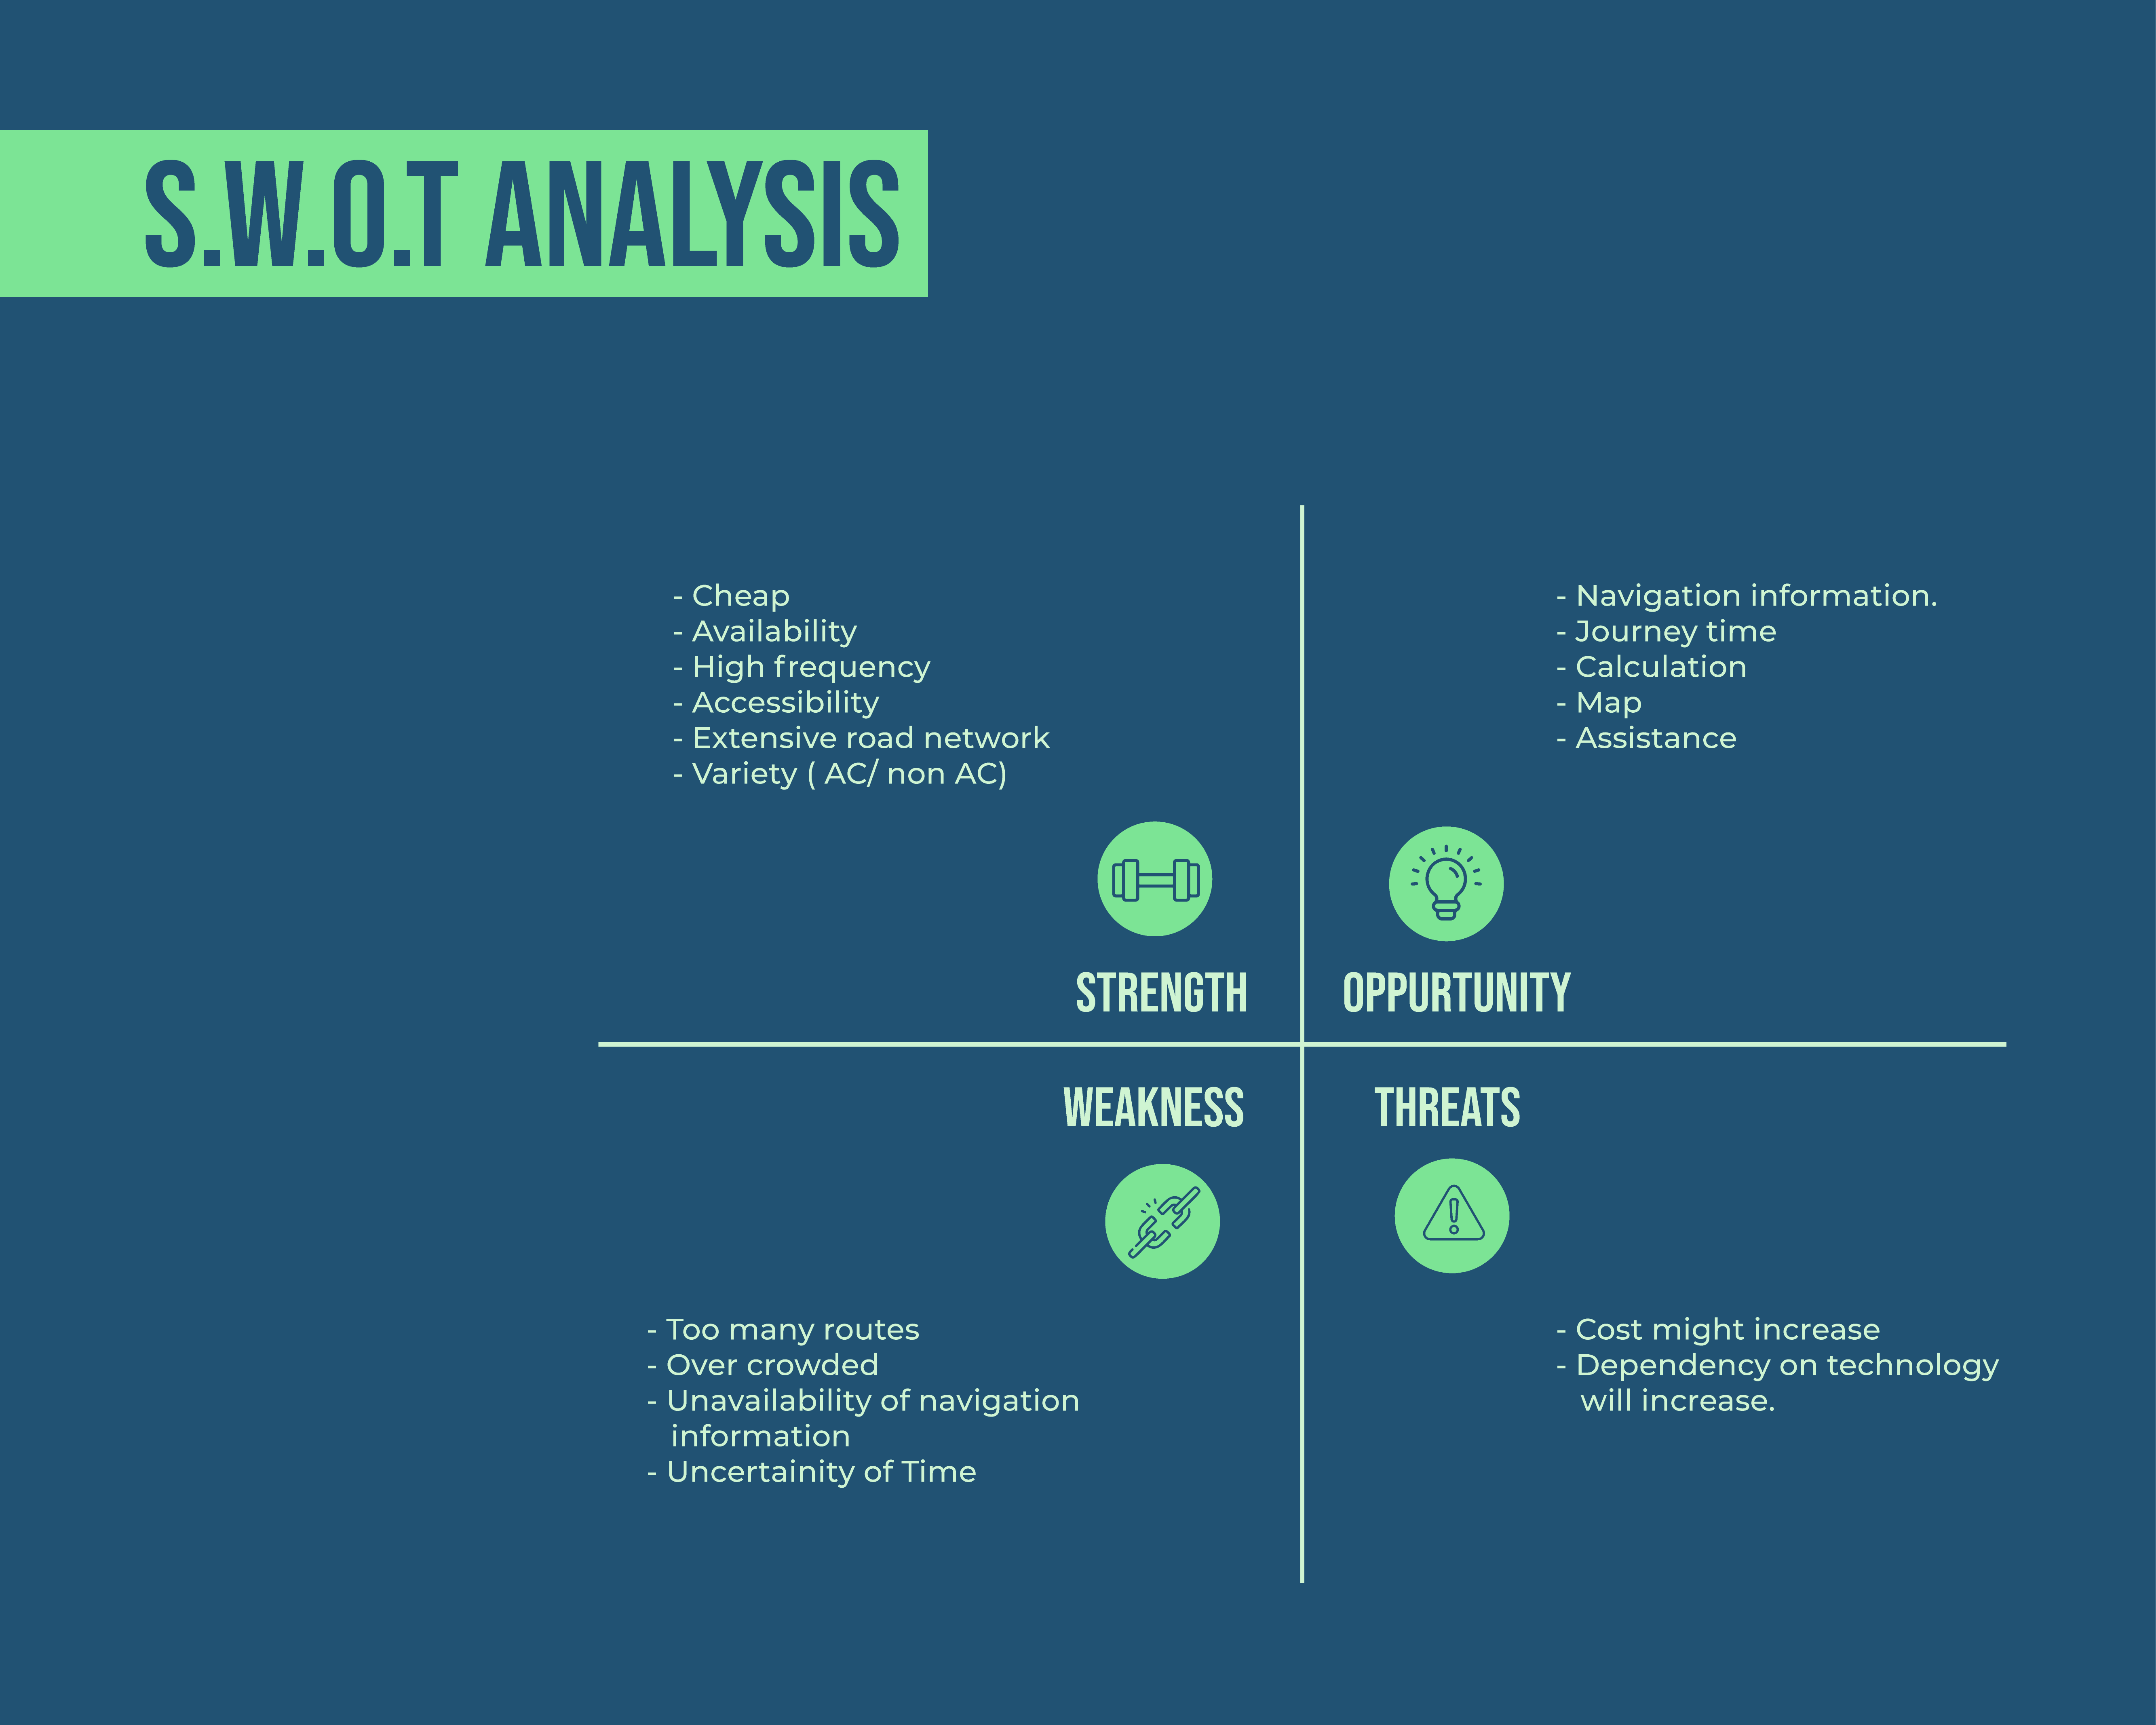 S.W.O.T ANALYSIS
- Cheap
- Availability
- High frequency
- Accessibility
- Extensive road network
- Variety ( AC/ non AC)
STRENGTH
- Navigation information.
- Journey time
- Calculation
- Map
- Assistance
OPPURTUNITY
WEAKNESS
- Too many routes
- Over crowded
- Unavailability of navigation
information
- Uncertainity of Time
THREATS
- Cost might increase
- Dependency on technology
will increase.